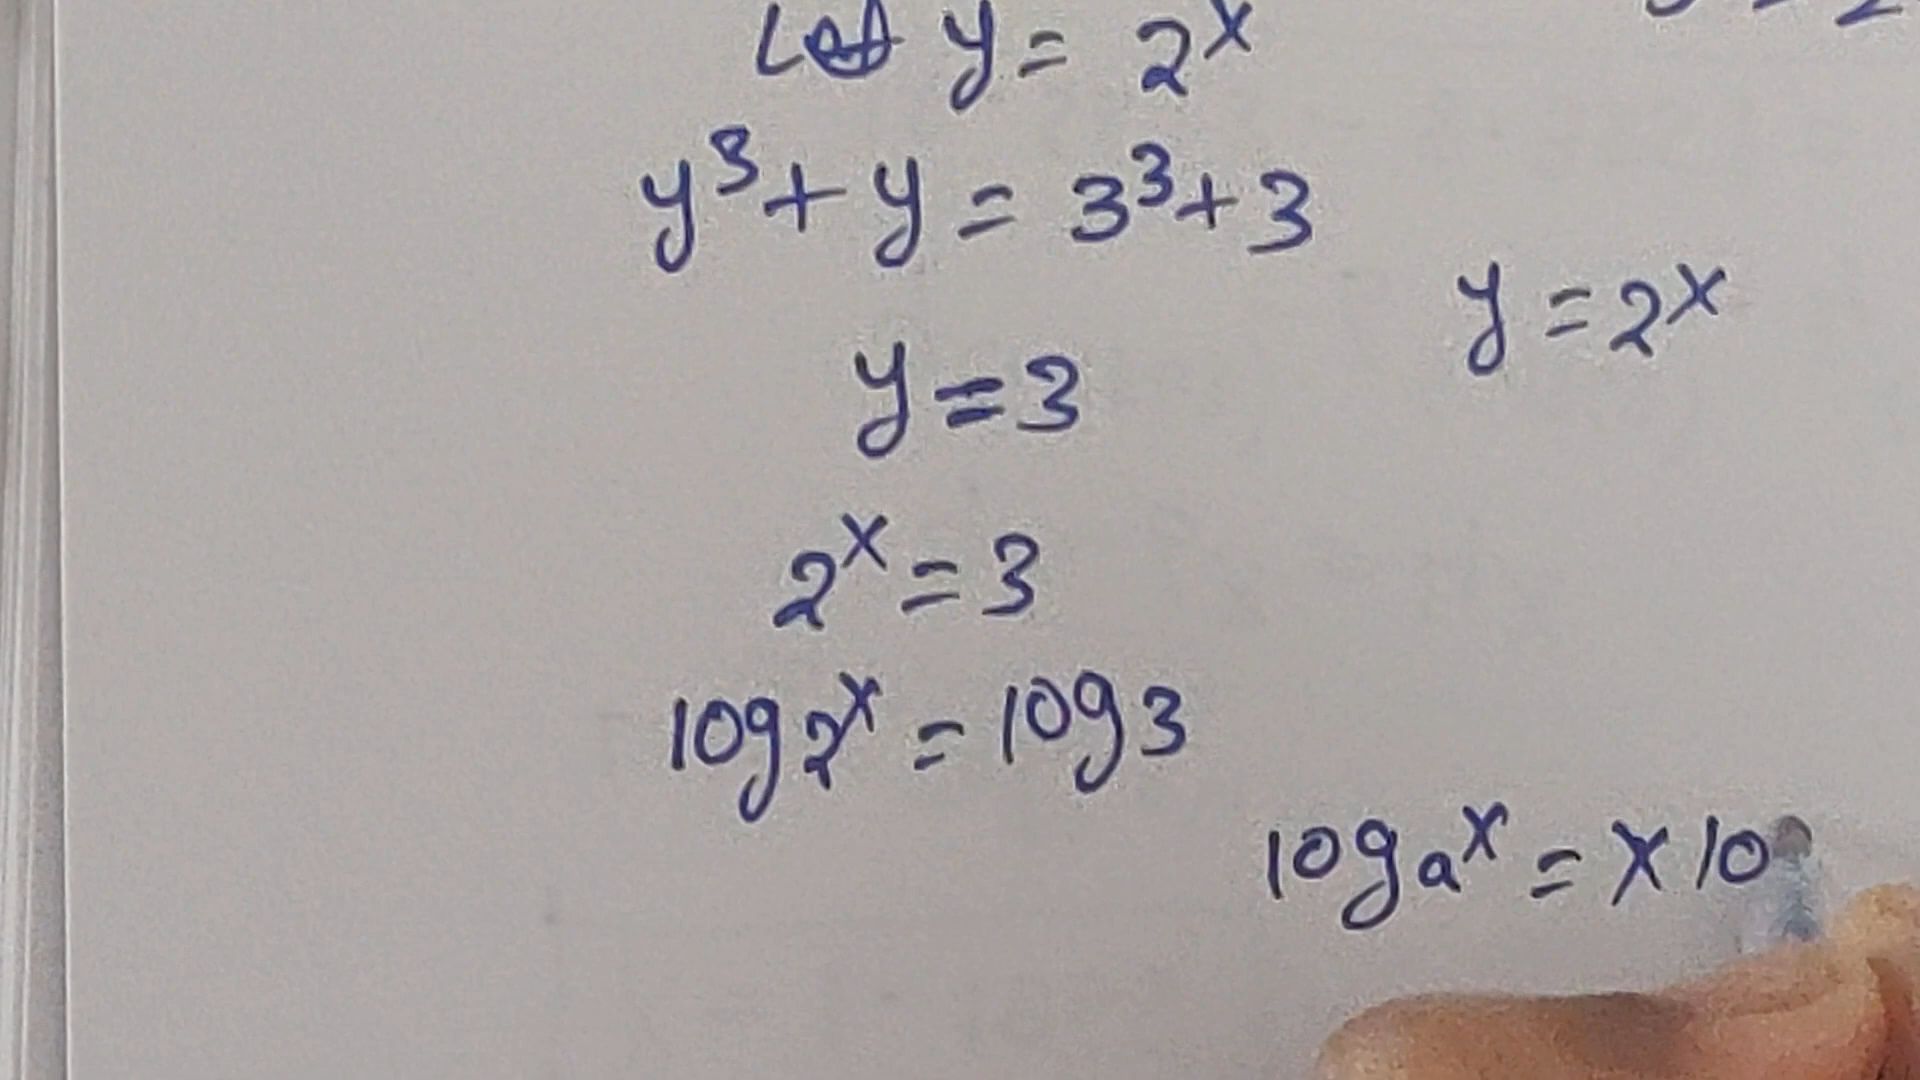 Let y = 2^x
y^3 + y = 3^3 + 3
y = 2^x
y = 3
2^x = 3
log 2^x = log 3
log a^x = x lo